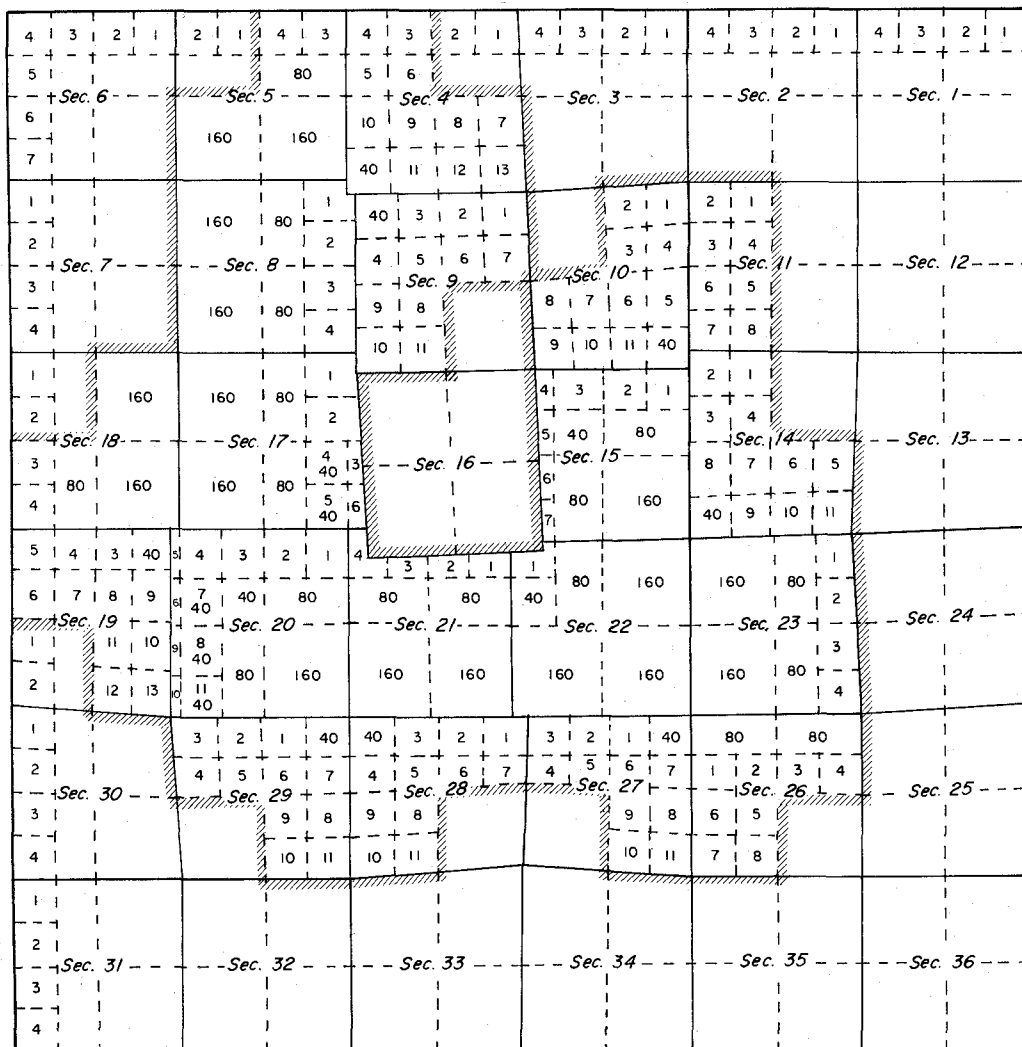 4 3 2 1 2 1 4 3 4 3 2 1 4 3 2 1 4 3 2 1 4 3 2 1
5 80 5 6
Sec. 6 Sec. 5 Sec. 4 Sec. 3 Sec. 2 Sec. 1
6 160 160 10 9 8 7
7 40 11 12 13
1 160 80 1 40 3 2 1 2 1 2 1
2 2 4 5 6 7 3 4 3 4
Sec. 7 Sec. 8 Sec. 9 Sec. 10 Sec. 11 Sec. 12
3 160 80 3 9 8 8 7 6 5 6 5
4 4 10 11 9 10 11 40 7 8
1 160 160 80 1 4 3 2 1 2 1
2 2 5 40 80 3 4
Sec. 18 Sec. 17 4 40 3 Sec. 16 Sec. 15 Sec. 14 Sec. 13
3 80 160 160 80 6 80 160 8 7 6 5
4 5 40 16 7 40 9 10 11
5 4 3 40 5 4 3 2 1 4 3 2 1 1 80 160 160 80 1
6 7 8 9 6 7 40 40 80 80 80 40 2
Sec. 19 Sec. 20 Sec. 21 Sec. 22 Sec. 23 Sec. 24
1 11 10 9 8 40 3
2 12 13 10 11 40 80 160 160 160 160 160 160 80 4
1 3 2 1 40 40 3 2 1 3 2 1 40 80 80
2 4 5 6 7 4 5 6 7 4 5 6 7 1 2 3 4
Sec. 30 Sec. 29 Sec. 28 Sec. 27 Sec. 26 Sec. 25
3 9 8 9 8 9 8 6 5
4 10 11 10 11 10 11 7 8
1
2
Sec. 31 Sec. 32 Sec. 33 Sec. 34 Sec. 35 Sec. 36
3
4